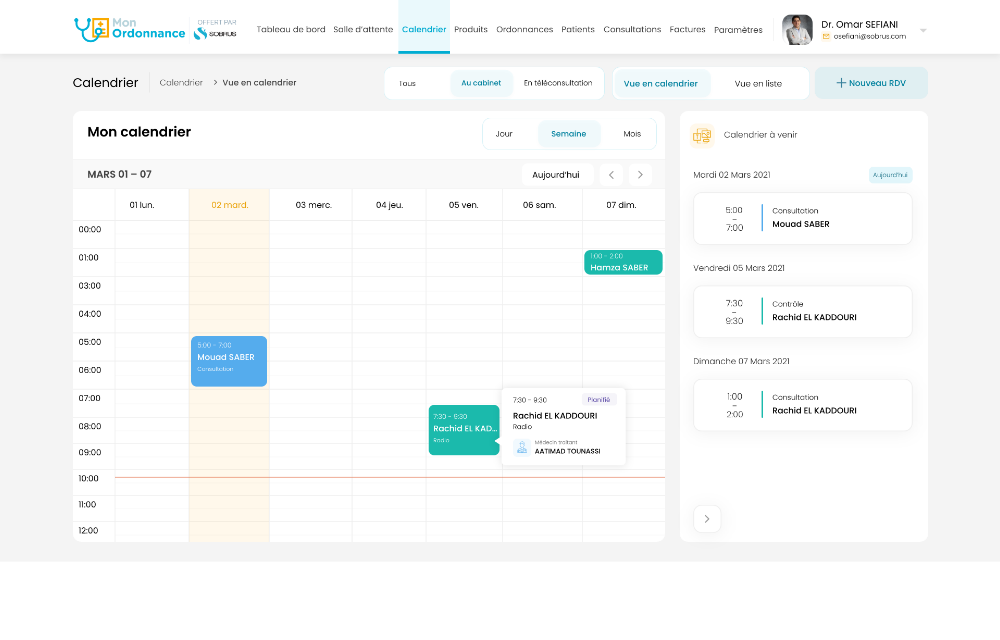 Mon
Ordonnance
OFFERT PAR
SOBRUS
Tableau de bord
Salle d'attente
Calendrier
Produits
Ordonnances
Patients
Consultations
Factures
Paramètres
Dr. Omar SEFIANI
osefiani@sobrus.com
Calendrier
Calendrier > Vue en calendrier
Tous
Au cabinet
En téléconsultation
Vue en calendrier
Vue en liste
+ Nouveau RDV
Mon calendrier
Jour
Semaine
Mois
MARS 01 – 07
Aujourd'hui
01 lun.
02 mard.
03 merc.
04 jeu.
05 ven.
06 sam.
07 dim.
00:00
01:00
03:00
04:00
05:00
06:00
07:00
08:00
09:00
10:00
11:00
12:00
1:00 - 2:00
Hamza SABER
5:00 - 7:00
Mouad SABER
Consultation
7:30 - 9:30
Rachid EL KAD...
Radio
7:30 - 9:30
Planifié
Rachid EL KADDOURI
Radio
Médecin traitant
AATIMAD TOUNASSI
Calendrier à venir
Mardi 02 Mars 2021
Aujourd'hui
5:00
–
7:00
Consultation
Mouad SABER
Vendredi 05 Mars 2021
7:30
–
9:30
Contrôle
Rachid EL KADDOURI
Dimanche 07 Mars 2021
1:00
–
2:00
Consultation
Rachid EL KADDOURI